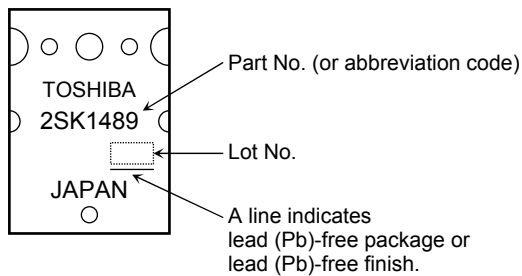 TOSHIBA
2SK1489
JAPAN
Part No. (or abbreviation code)
Lot No.
A line indicates
lead (Pb)-free package or
lead (Pb)-free finish.